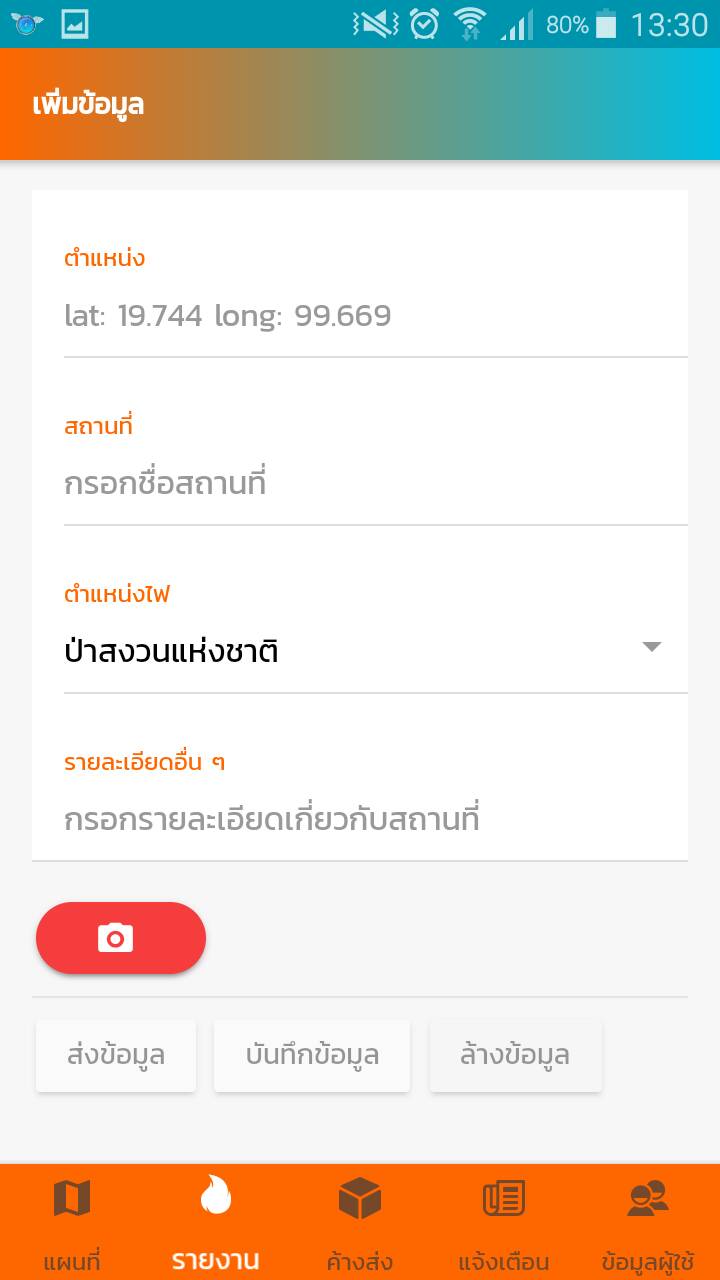 80% 13:30
เพิ่มข้อมูล
ตำแหน่ง
lat: 19.744 long: 99.669
สถานที่
กรอกชื่อสถานที่
ตำแหน่งไฟ
ป่าสงวนแห่งชาติ
รายละเอียดอื่น ๆ
กรอกรายละเอียดเกี่ยวกับสถานที่
ส่งข้อมูล บันทึกข้อมูล ล้างข้อมูล
แผนที่ รายงาน ค้างส่ง แจ้งเตือน ข้อมูลผู้ใช้